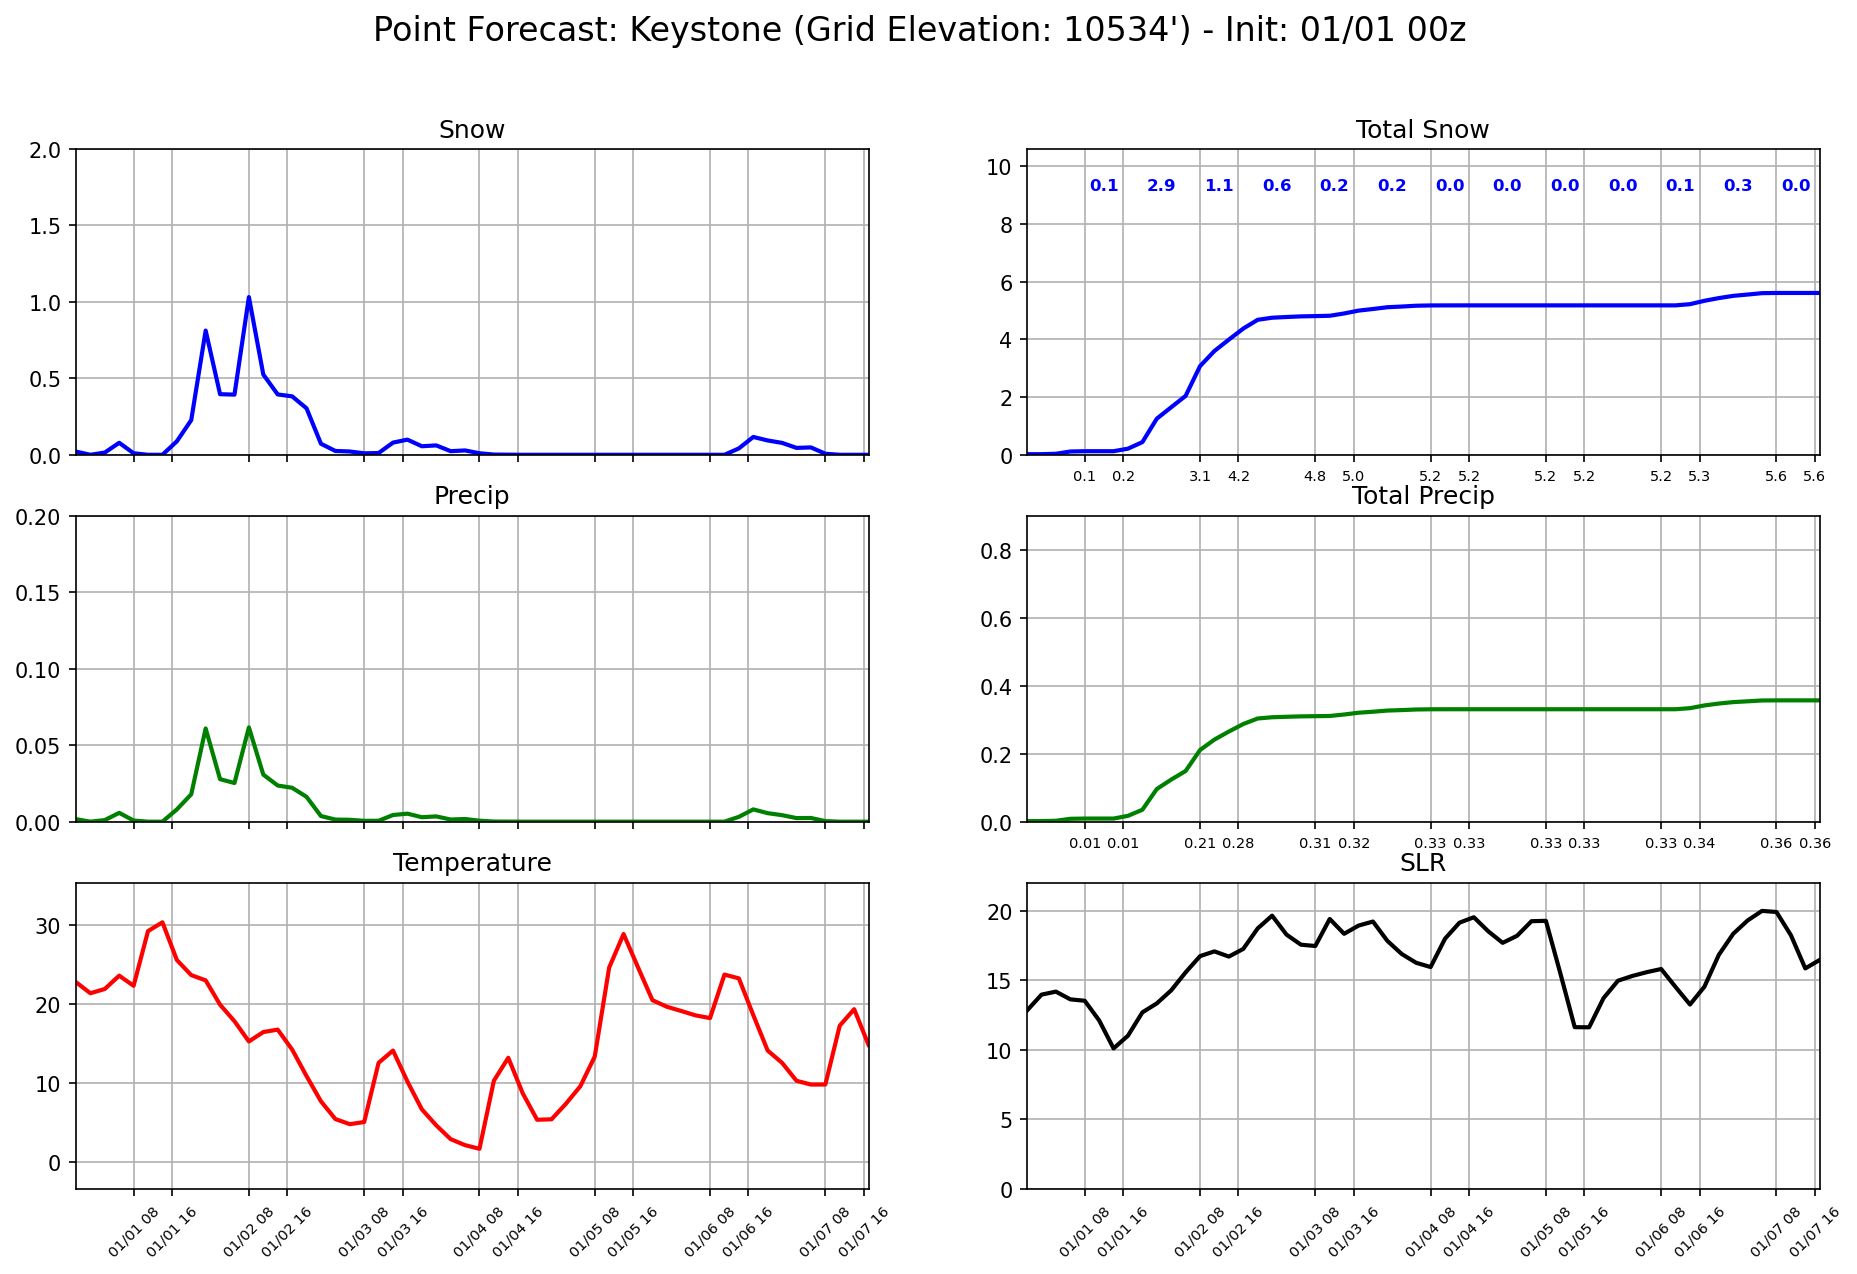 Point Forecast: Keystone (Grid Elevation: 10534') - Init: 01/01 00z
Snow
2.0
1.5
1.0
0.5
0.0
Total Snow
10
8
6
4
2
0
0.1 2.9 1.1 0.6 0.2 0.2 0.0 0.0 0.0 0.0 0.1 0.3 0.0
0.1 0.2 3.1 4.2 4.8 5.0 5.2 5.2 5.2 5.2 5.2 5.3 5.6 5.6
Precip
0.20
0.15
0.10
0.05
0.00
Total Precip
0.8
0.6
0.4
0.2
0.0
0.01 0.01 0.21 0.28 0.31 0.32 0.33 0.33 0.33 0.33 0.33 0.34 0.36 0.36
Temperature
30
20
10
0
01/01 08 01/01 16 01/02 08 01/02 16 01/03 08 01/03 16 01/04 08 01/04 16 01/05 08 01/05 16 01/06 08 01/06 16 01/07 08 01/07 16
SLR
20
15
10
5
0
01/01 08 01/01 16 01/02 08 01/02 16 01/03 08 01/03 16 01/04 08 01/04 16 01/05 08 01/05 16 01/06 08 01/06 16 01/07 08 01/07 16